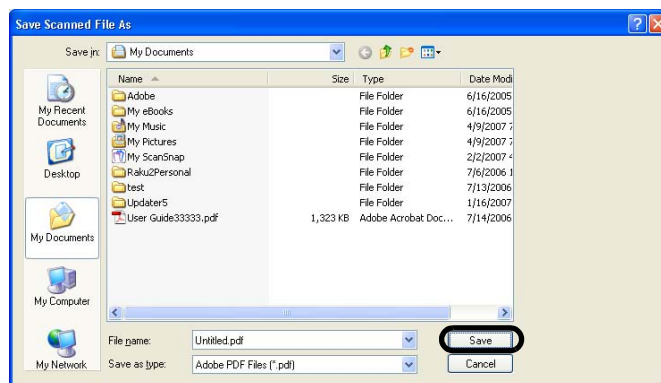 Save Scanned File As
Save in: My Documents
Name Size Type Date Modi
Adobe File Folder 6/16/2005
My eBooks File Folder 6/16/2005
My Music File Folder 4/9/2007 7
My Pictures File Folder 4/9/2007 7
My ScanSnap File Folder 2/2/2007 4
Raku2Personal File Folder 7/6/2006 1
test File Folder 7/13/2006
Updater5 File Folder 1/16/2007
User Guide33333.pdf 1,323 KB Adobe Acrobat Doc... 7/14/2006
My Recent
Documents
Desktop
My Documents
My Computer
My Network
File name: Untitled.pdf Save
Save as type: Adobe PDF Files (*.pdf) Cancel